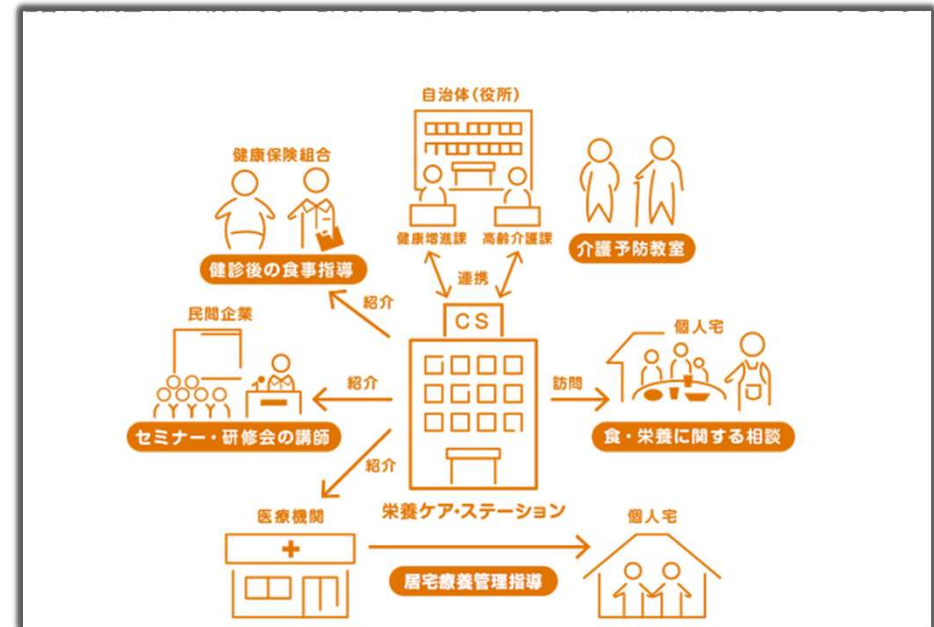 自治体(役所)
健康保険組合
健康増進課
高齢介護課
介護予防教室
健診後の食事指導
連携
紹介
民間企業
CS
個人宅
紹介
訪問
セミナー・研修会の講師
食・栄養に関する相談
紹介
医療機関
栄養ケア・ステーション
個人宅
居宅療養管理指導